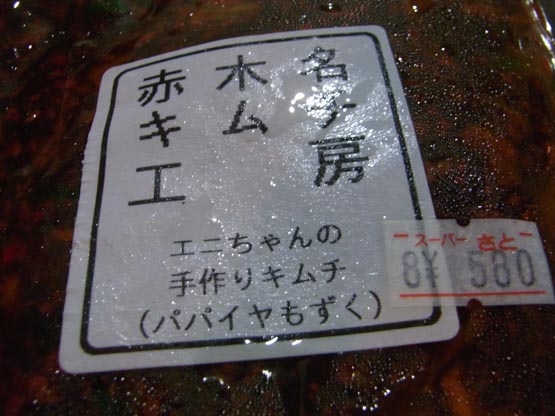 赤木名
キムチ
工房
エニちゃんの
手作りキムチ
(パパイヤもずく)
スーパー さと
8¥ 580